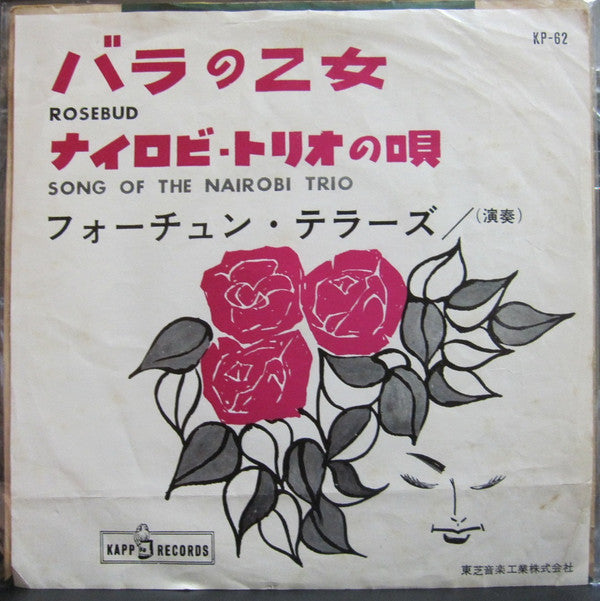 KP-62
バラの乙女
ROSEBUD
ナイロビ・トリオの唄
SONG OF THE NAIROBI TRIO
フォーチュン・テラーズ/(演奏)
KAPP RECORDS
東芝音楽工業株式会社